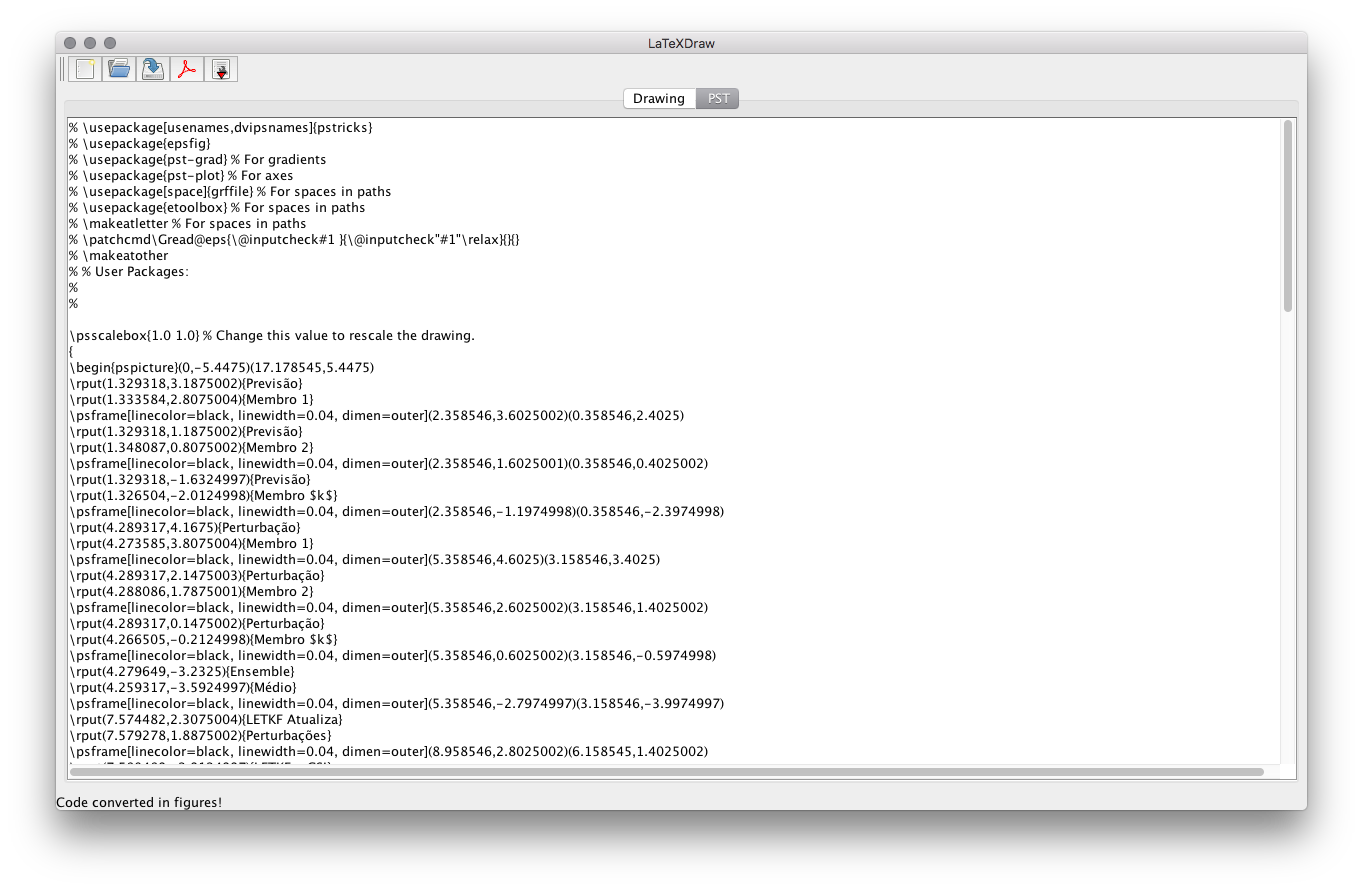 LaTeXDraw
Drawing PST
% \usepackage[usenames,dvipsnames]{pstricks}
% \usepackage{epsfig}
% \usepackage{pst-grad} % For gradients
% \usepackage{pst-plot} % For axes
% \usepackage[space]{grffile} % For spaces in paths
% \usepackage{etoolbox} % For spaces in paths
% \makeatletter % For spaces in paths
% \patchcmd\Gread@eps{\@inputcheck#1 }{\@inputcheck"#1"\relax}{}{}
% \makeatother
% % User Packages:
%
%
\psscalebox{1.0 1.0} % Change this value to rescale the drawing.
{
\begin{pspicture}(0,-5.4475)(17.178545,5.4475)
\rput(1.329318,3.1875002){Previsão}
\rput(1.333584,2.8075004){Membro 1}
\psframe[linecolor=black, linewidth=0.04, dimen=outer](2.358546,3.6025002)(0.358546,2.4025)
\rput(1.329318,1.1875002){Previsão}
\rput(1.348087,0.8075002){Membro 2}
\psframe[linecolor=black, linewidth=0.04, dimen=outer](2.358546,1.6025001)(0.358546,0.4025002)
\rput(1.329318,-1.6324997){Previsão}
\rput(1.326504,-2.0124998){Membro $k$}
\psframe[linecolor=black, linewidth=0.04, dimen=outer](2.358546,-1.1974998)(0.358546,-2.3974998)
\rput(4.289317,4.1675){Perturbação}
\rput(4.273585,3.8075004){Membro 1}
\psframe[linecolor=black, linewidth=0.04, dimen=outer](5.358546,4.6025)(3.158546,3.4025)
\rput(4.289317,2.1475003){Perturbação}
\rput(4.288086,1.7875001){Membro 2}
\psframe[linecolor=black, linewidth=0.04, dimen=outer](5.358546,2.6025002)(3.158546,1.4025002)
\rput(4.289317,0.1475002){Perturbação}
\rput(4.266505,-0.2124998){Membro $k$}
\psframe[linecolor=black, linewidth=0.04, dimen=outer](5.358546,0.6025002)(3.158546,-0.5974998)
\rput(4.279649,-3.2325){Ensemble}
\rput(4.259317,-3.5924997){Médio}
\psframe[linecolor=black, linewidth=0.04, dimen=outer](5.358546,-2.7974997)(3.158546,-3.9974997)
\rput(7.574482,2.3075004){LETKF Atualiza}
\rput(7.579278,1.8875002){Perturbações}
\psframe[linecolor=black, linewidth=0.04, dimen=outer](8.958546,2.8025002)(6.158545,1.4025002)
Code converted in figures!